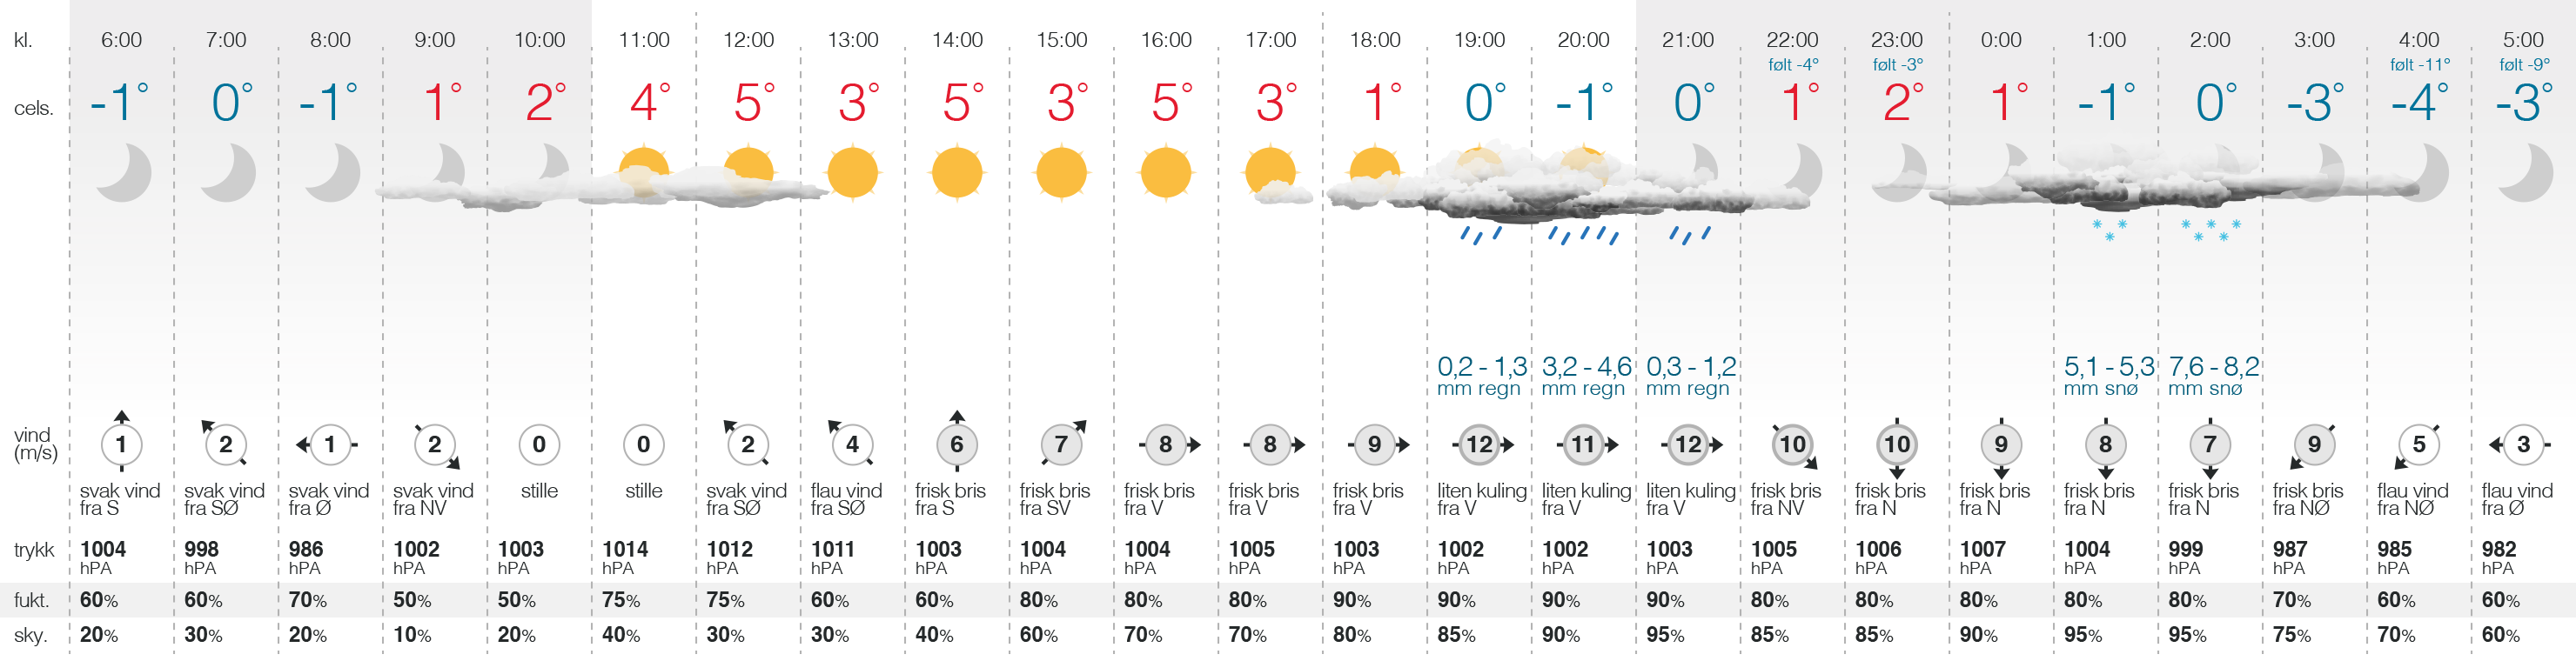 kl. 6:00 7:00 8:00 9:00 10:00 11:00 12:00 13:00 14:00 15:00 16:00 17:00 18:00 19:00 20:00 21:00 22:00 23:00 0:00 1:00 2:00 3:00 4:00 5:00
følt -4° følt -3° følt -11° følt -9°
cels. -1° 0° -1° 1° 2° 4° 5° 3° 5° 3° 5° 3° 1° 0° -1° 0° 1° 2° 1° -1° 0° -3° -4° -3°
0,2 - 1,3 3,2 - 4,6 0,3 - 1,2 5,1 - 5,3 7,6 - 8,2
mm regn mm regn mm regn mm snø mm snø
vind
(m/s)
1 2 1 2 0 0 2 4 6 7 8 8 9 12 11 12 10 10 9 8 7 9 5 3
svak vind svak vind svak vind svak vind stille stille svak vind flau vind frisk bris frisk bris frisk bris frisk bris frisk bris liten kuling liten kuling liten kuling frisk bris frisk bris frisk bris frisk bris frisk bris frisk bris flau vind flau vind
fra S fra SØ fra Ø fra NV fra SØ fra SØ fra S fra SV fra V fra V fra V fra V fra V fra V fra NV fra N fra N fra N fra N fra NØ fra NØ fra Ø
trykk 1004 998 986 1002 1003 1014 1012 1011 1003 1004 1004 1005 1003 1002 1002 1003 1005 1006 1007 1004 999 987 985 982
hPA hPA hPA hPA hPA hPA hPA hPA hPA hPA hPA hPA hPA hPA hPA hPA hPA hPA hPA hPA hPA hPA hPA hPA
fukt. 60% 60% 70% 50% 50% 75% 75% 60% 60% 80% 80% 80% 90% 90% 90% 90% 80% 80% 80% 80% 80% 70% 60% 60%
sky. 20% 30% 20% 10% 20% 40% 30% 30% 40% 60% 70% 70% 80% 85% 90% 95% 85% 85% 90% 95% 95% 75% 70% 60%